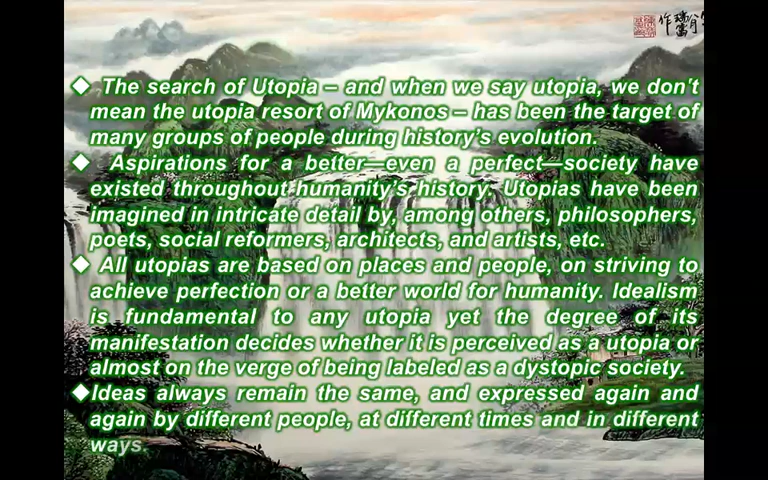 ◆ The search of Utopia – and when we say utopia, we don't
mean the utopia resort of Mykonos – has been the target of
many groups of people during history's evolution.
◆ Aspirations for a better—even a perfect—society have
existed throughout humanity's history. Utopias have been
imagined in intricate detail by, among others, philosophers,
poets, social reformers, architects, and artists, etc.
◆ All utopias are based on places and people, on striving to
achieve perfection or a better world for humanity. Idealism
is fundamental to any utopia yet the degree of its
manifestation decides whether it is perceived as a utopia or
almost on the verge of being labeled as a dystopic society.
◆Ideas always remain the same, and expressed again and
again by different people, at different times and in different
ways.